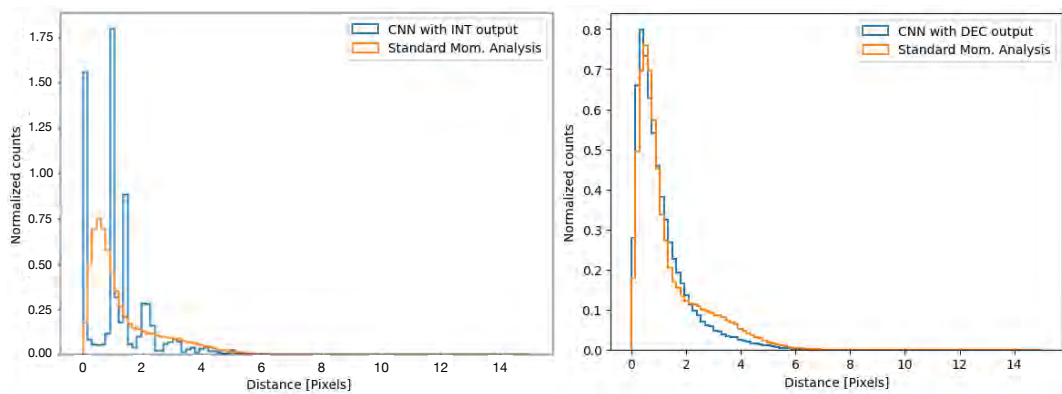 CNN with INT output
Standard Mom. Analysis
1.75
1.50
1.25
1.00
0.75
0.50
0.25
0.00
Normalized counts
0 2 4 6 8 10 12 14
Distance [Pixels]
CNN with DEC output
Standard Mom. Analysis
0.8
0.7
0.6
0.5
0.4
0.3
0.2
0.1
0.0
Normalized counts
0 2 4 6 8 10 12 14
Distance [Pixels]